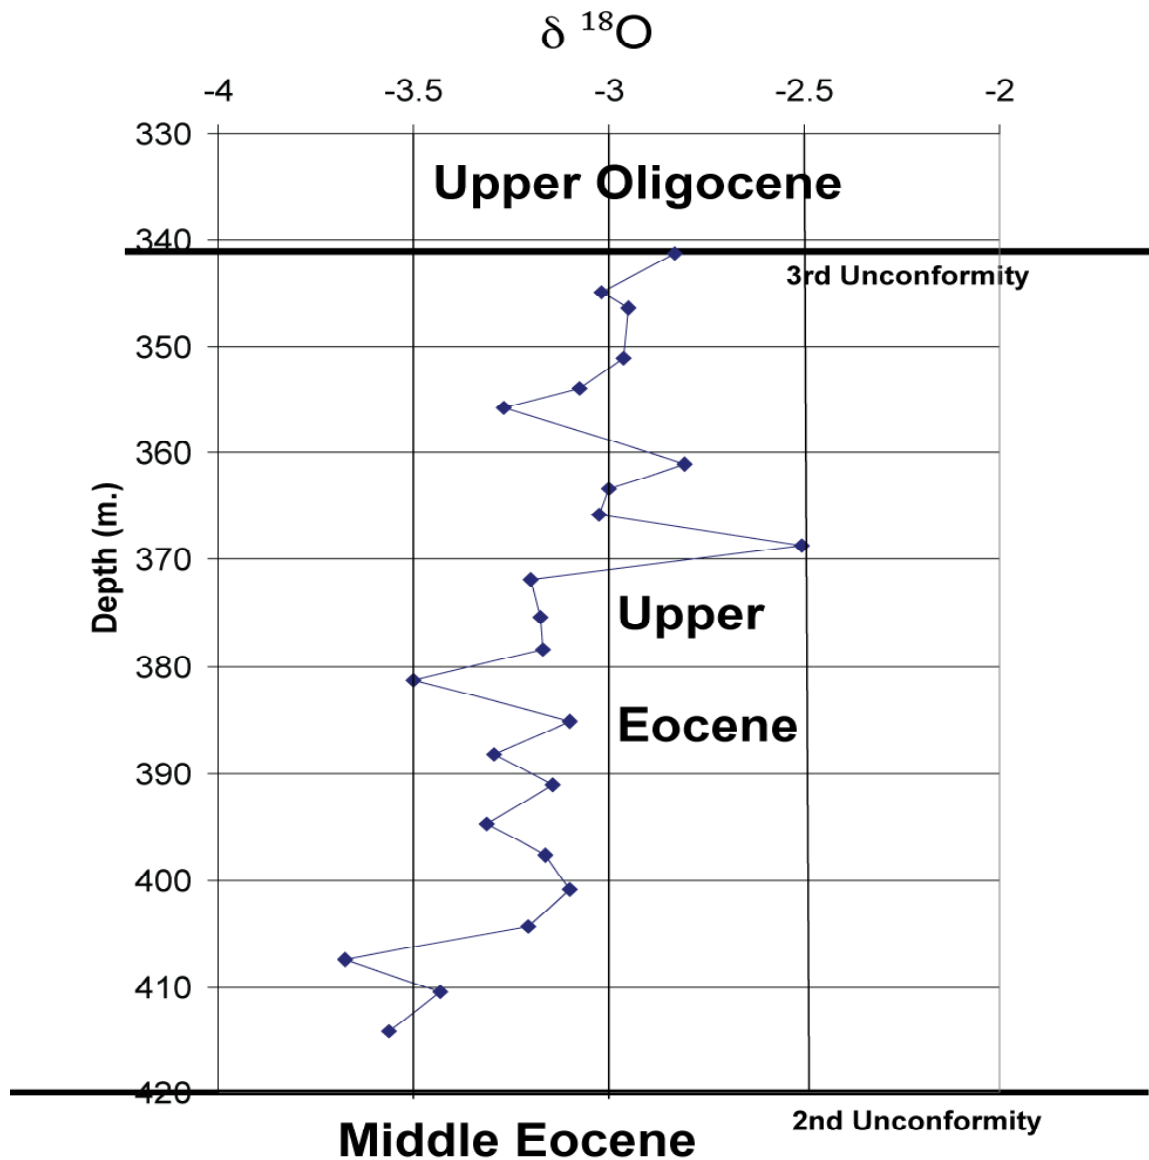 δ ¹⁸O
-4 -3.5 -3 -2.5 -2
330
Upper Oligocene
340
3rd Unconformity
350
360
Depth (m.)
370
Upper
380
Eocene
390
400
410
420
2nd Unconformity
Middle Eocene